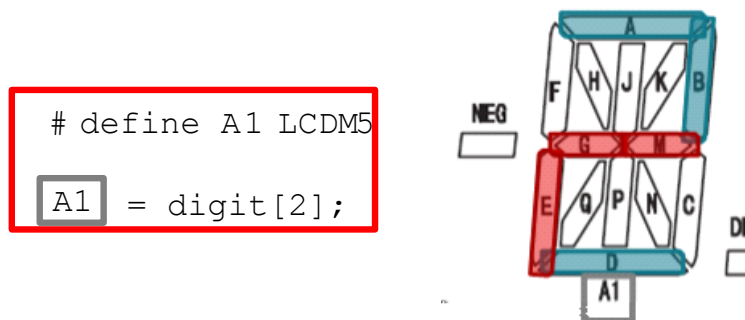 # define A1 LCDM5
A1 = digit[2];
A
F
H
J
K
B
NEG
G
M
E
Q
P
N
C
D
A1